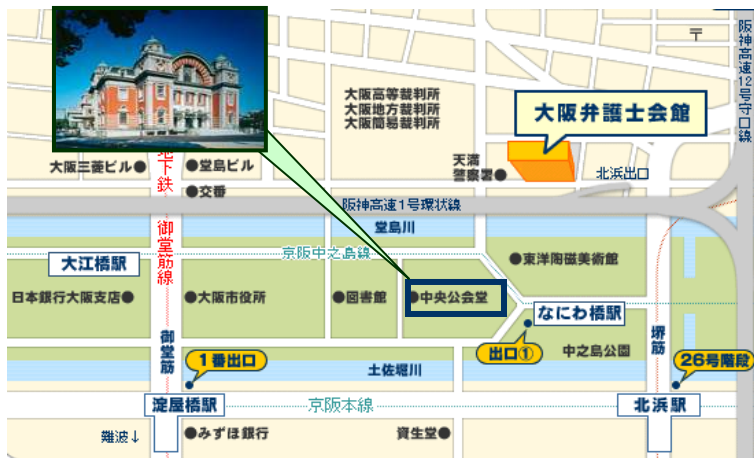 阪神高速12号守口線
〒
大阪高等裁判所
大阪地方裁判所
大阪簡易裁判所
大阪弁護士会館
大阪三菱ビル
地下鉄 御堂筋線
堂島ビル
交番
天満
警察署
北浜出口
阪神高速1号環状線
堂島川
京阪中之島線
大江橋駅
東洋陶磁美術館
日本銀行大阪支店
大阪市役所
図書館
中央公会堂
なにわ橋駅
御堂筋
1番出口
土佐堀川
出口①
中之島公園
堺筋
26号階段
淀屋橋駅
京阪本線
北浜駅
難波↓
みずほ銀行
資生堂